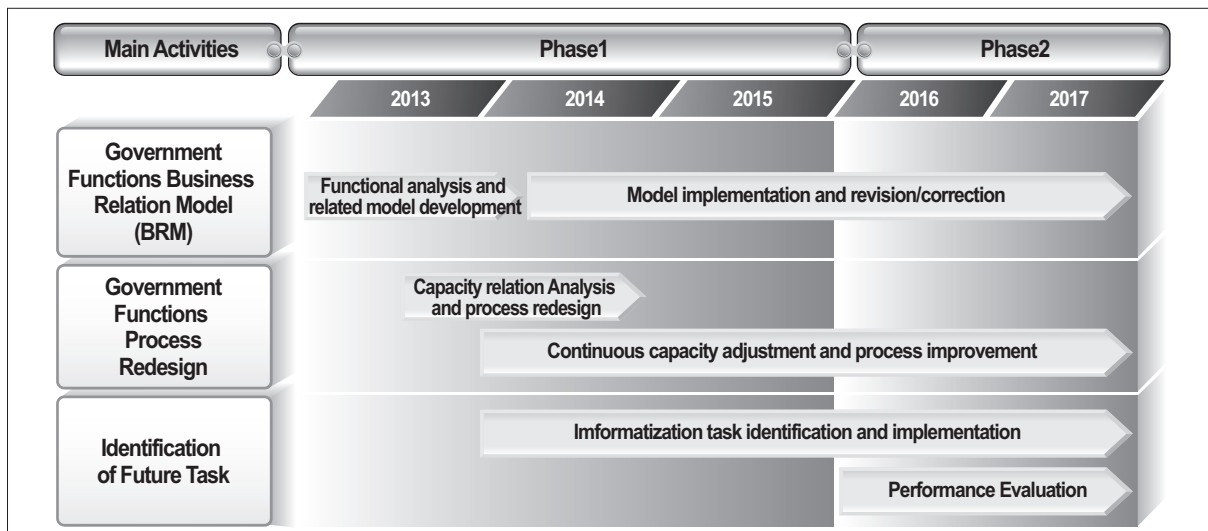 Main Activities
Phase1
Phase2
2013
2014
2015
2016
2017
Government
Functions Business
Relation Model
(BRM)
Functional analysis and
related model development
Model implementation and revision/correction
Government
Functions
Process
Redesign
Capacity relation Analysis
and process redesign
Continuous capacity adjustment and process improvement
Identification
of Future Task
Imformatization task identification and implementation
Performance Evaluation